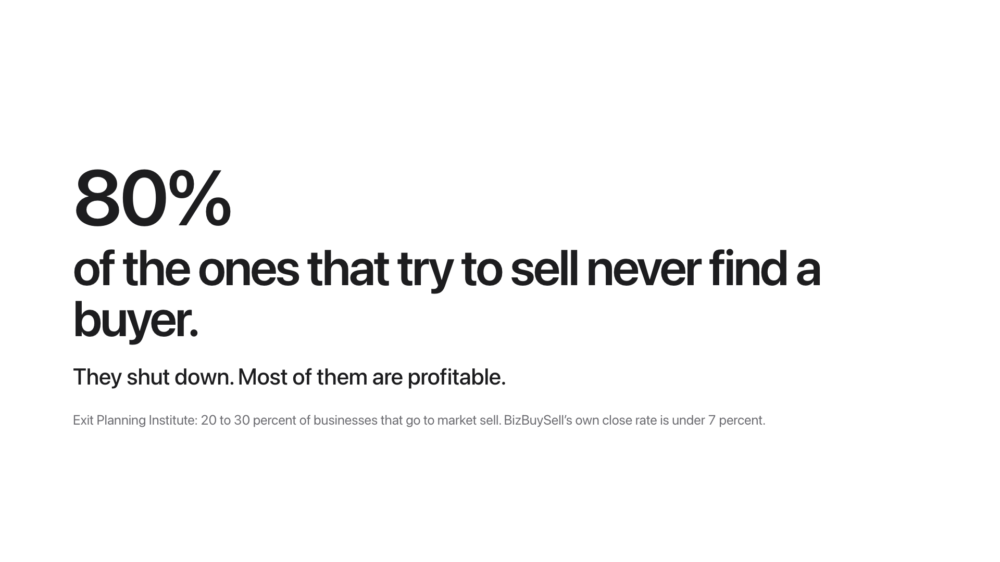 80%
of the ones that try to sell never find a
buyer.
They shut down. Most of them are profitable.
Exit Planning Institute: 20 to 30 percent of businesses that go to market sell. BizBuySell’s own close rate is under 7 percent.